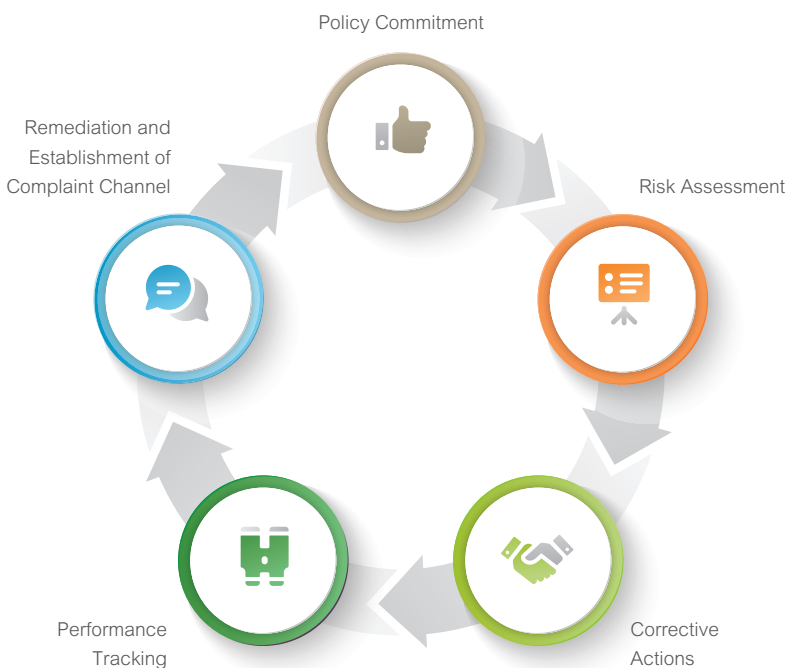 Policy Commitment
Remediation and
Establishment of
Complaint Channel
Risk Assessment
Performance
Tracking
Corrective
Actions